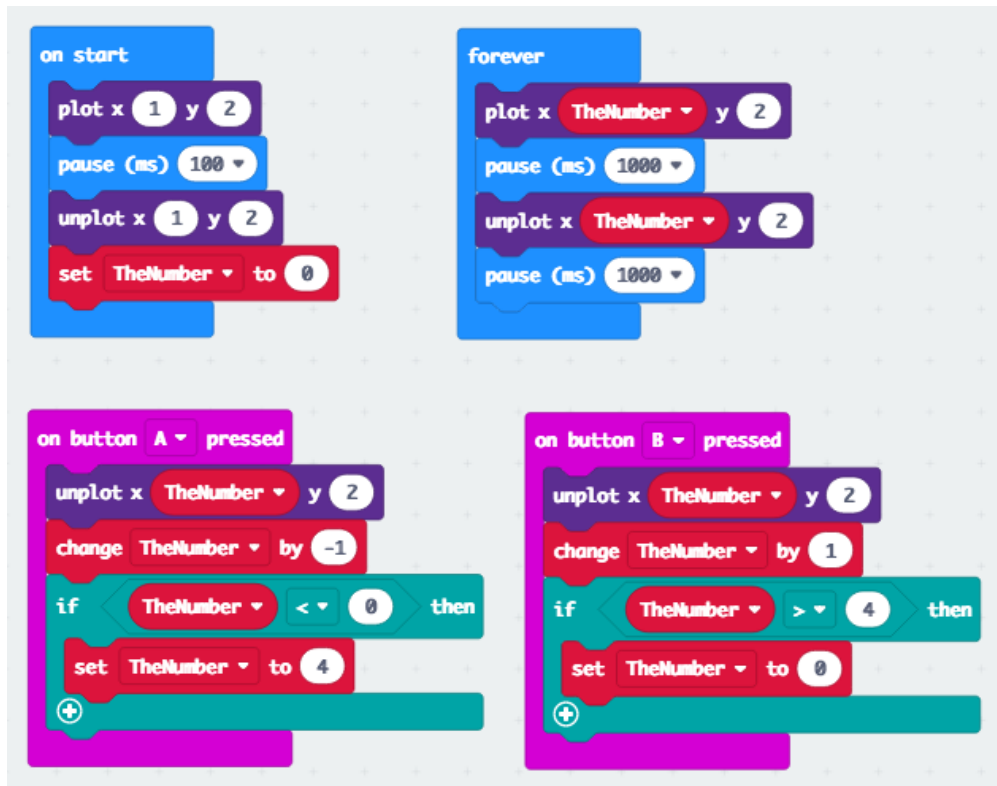 on start
plot x 1 y 2
pause (ms) 100
unplot x 1 y 2
set TheNumber to 0
forever
plot x TheNumber y 2
pause (ms) 1000
unplot x TheNumber y 2
pause (ms) 1000
on button A pressed
unplot x TheNumber y 2
change TheNumber by -1
if TheNumber < 0 then
set TheNumber to 4
on button B pressed
unplot x TheNumber y 2
change TheNumber by 1
if TheNumber > 4 then
set TheNumber to 0